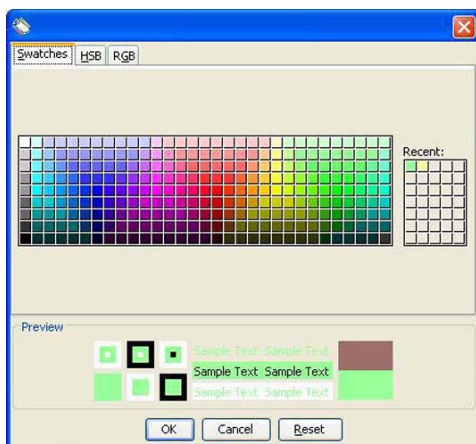 Swatches HSB RGB
Recent:
Preview
Sample Text Sample Text
Sample Text Sample Text
Sample Text Sample Text
OK Cancel Reset